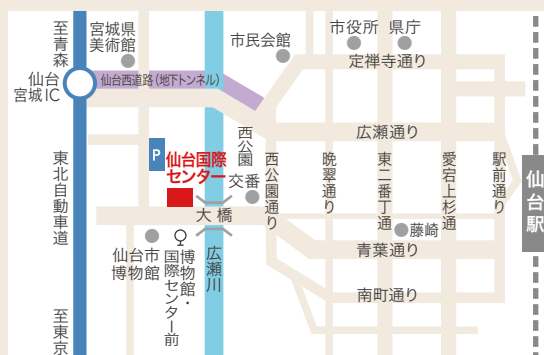 至青森
宮城県
美術館
市民会館
市役所
県庁
定禅寺通り
仙台
宮城IC
仙台西道路（地下トンネル）
広瀬通り
P
仙台国際
センター
西公園
交番
東北自動車道
西公園通り
晩翠通り
東二番丁通
愛宕上杉通
駅前通り
仙台駅
大橋
藤崎
仙台市
博物館
博物館・
国際センター前
広瀬川
青葉通り
南町通り
至東京